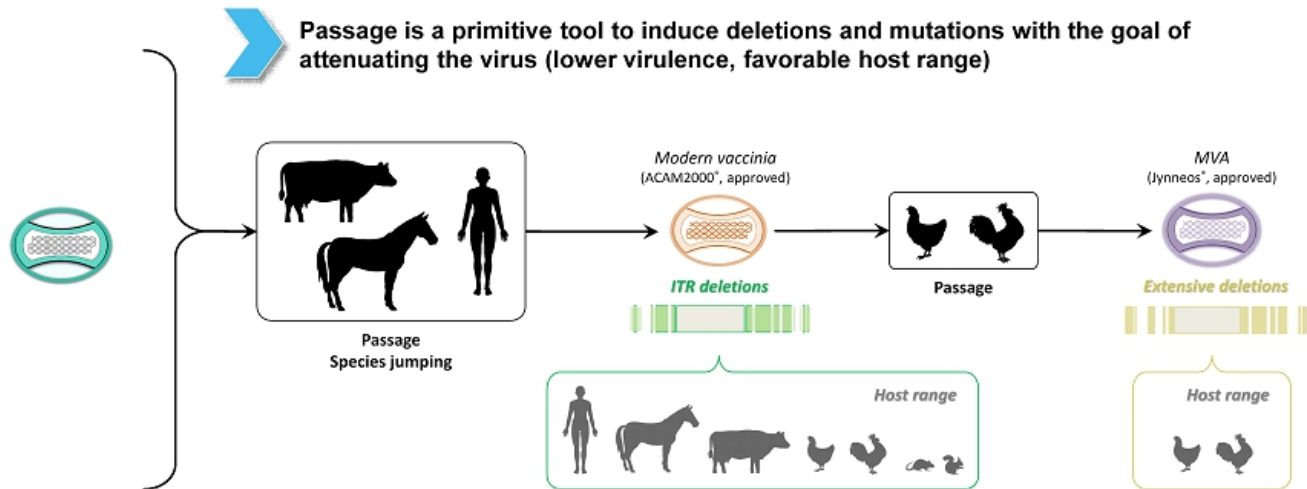 Passage is a primitive tool to induce deletions and mutations with the goal of
attenuating the virus (lower virulence, favorable host range)
Modern vaccinia
(ACAM2000*, approved)
MVA
(Jynneos*, approved)
ITR deletions
Passage
Extensive deletions
Passage
Species jumping
Host range
Host range